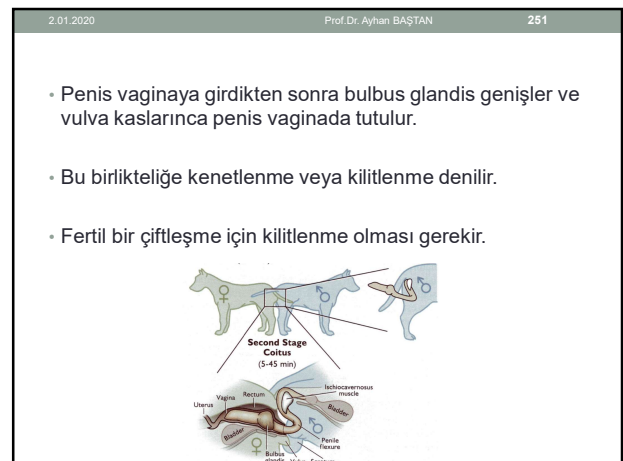 2.01.2020 Prof.Dr. Ayhan BAŞTAN 251
• Penis vaginaya girdikten sonra bulbus glandis genişler ve
vulva kaslarınca penis vaginada tutulur.
• Bu birlikteliğe kenetlenme veya kilitlenme denilir.
• Fertil bir çiftleşme için kilitlenme olması gerekir.
♀ ♂ ♂
Second Stage
Coitus
(5-45 min)
Ischiocavernosus
muscle
Rectum
Vagina
Uterus
Bladder
Bladder
♀ ♂
Penile
flexure
Bulbus
glandis Vulva Scrotum